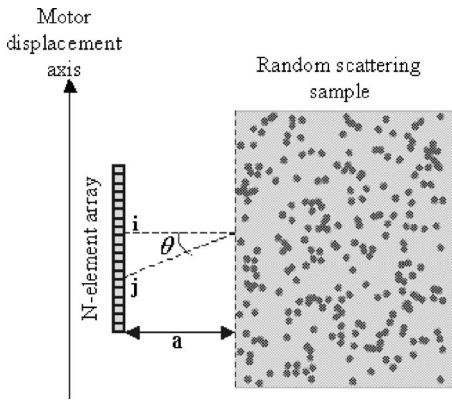 Motor
displacement
axis
Random scattering
sample
N-element array
i
θ
j
a